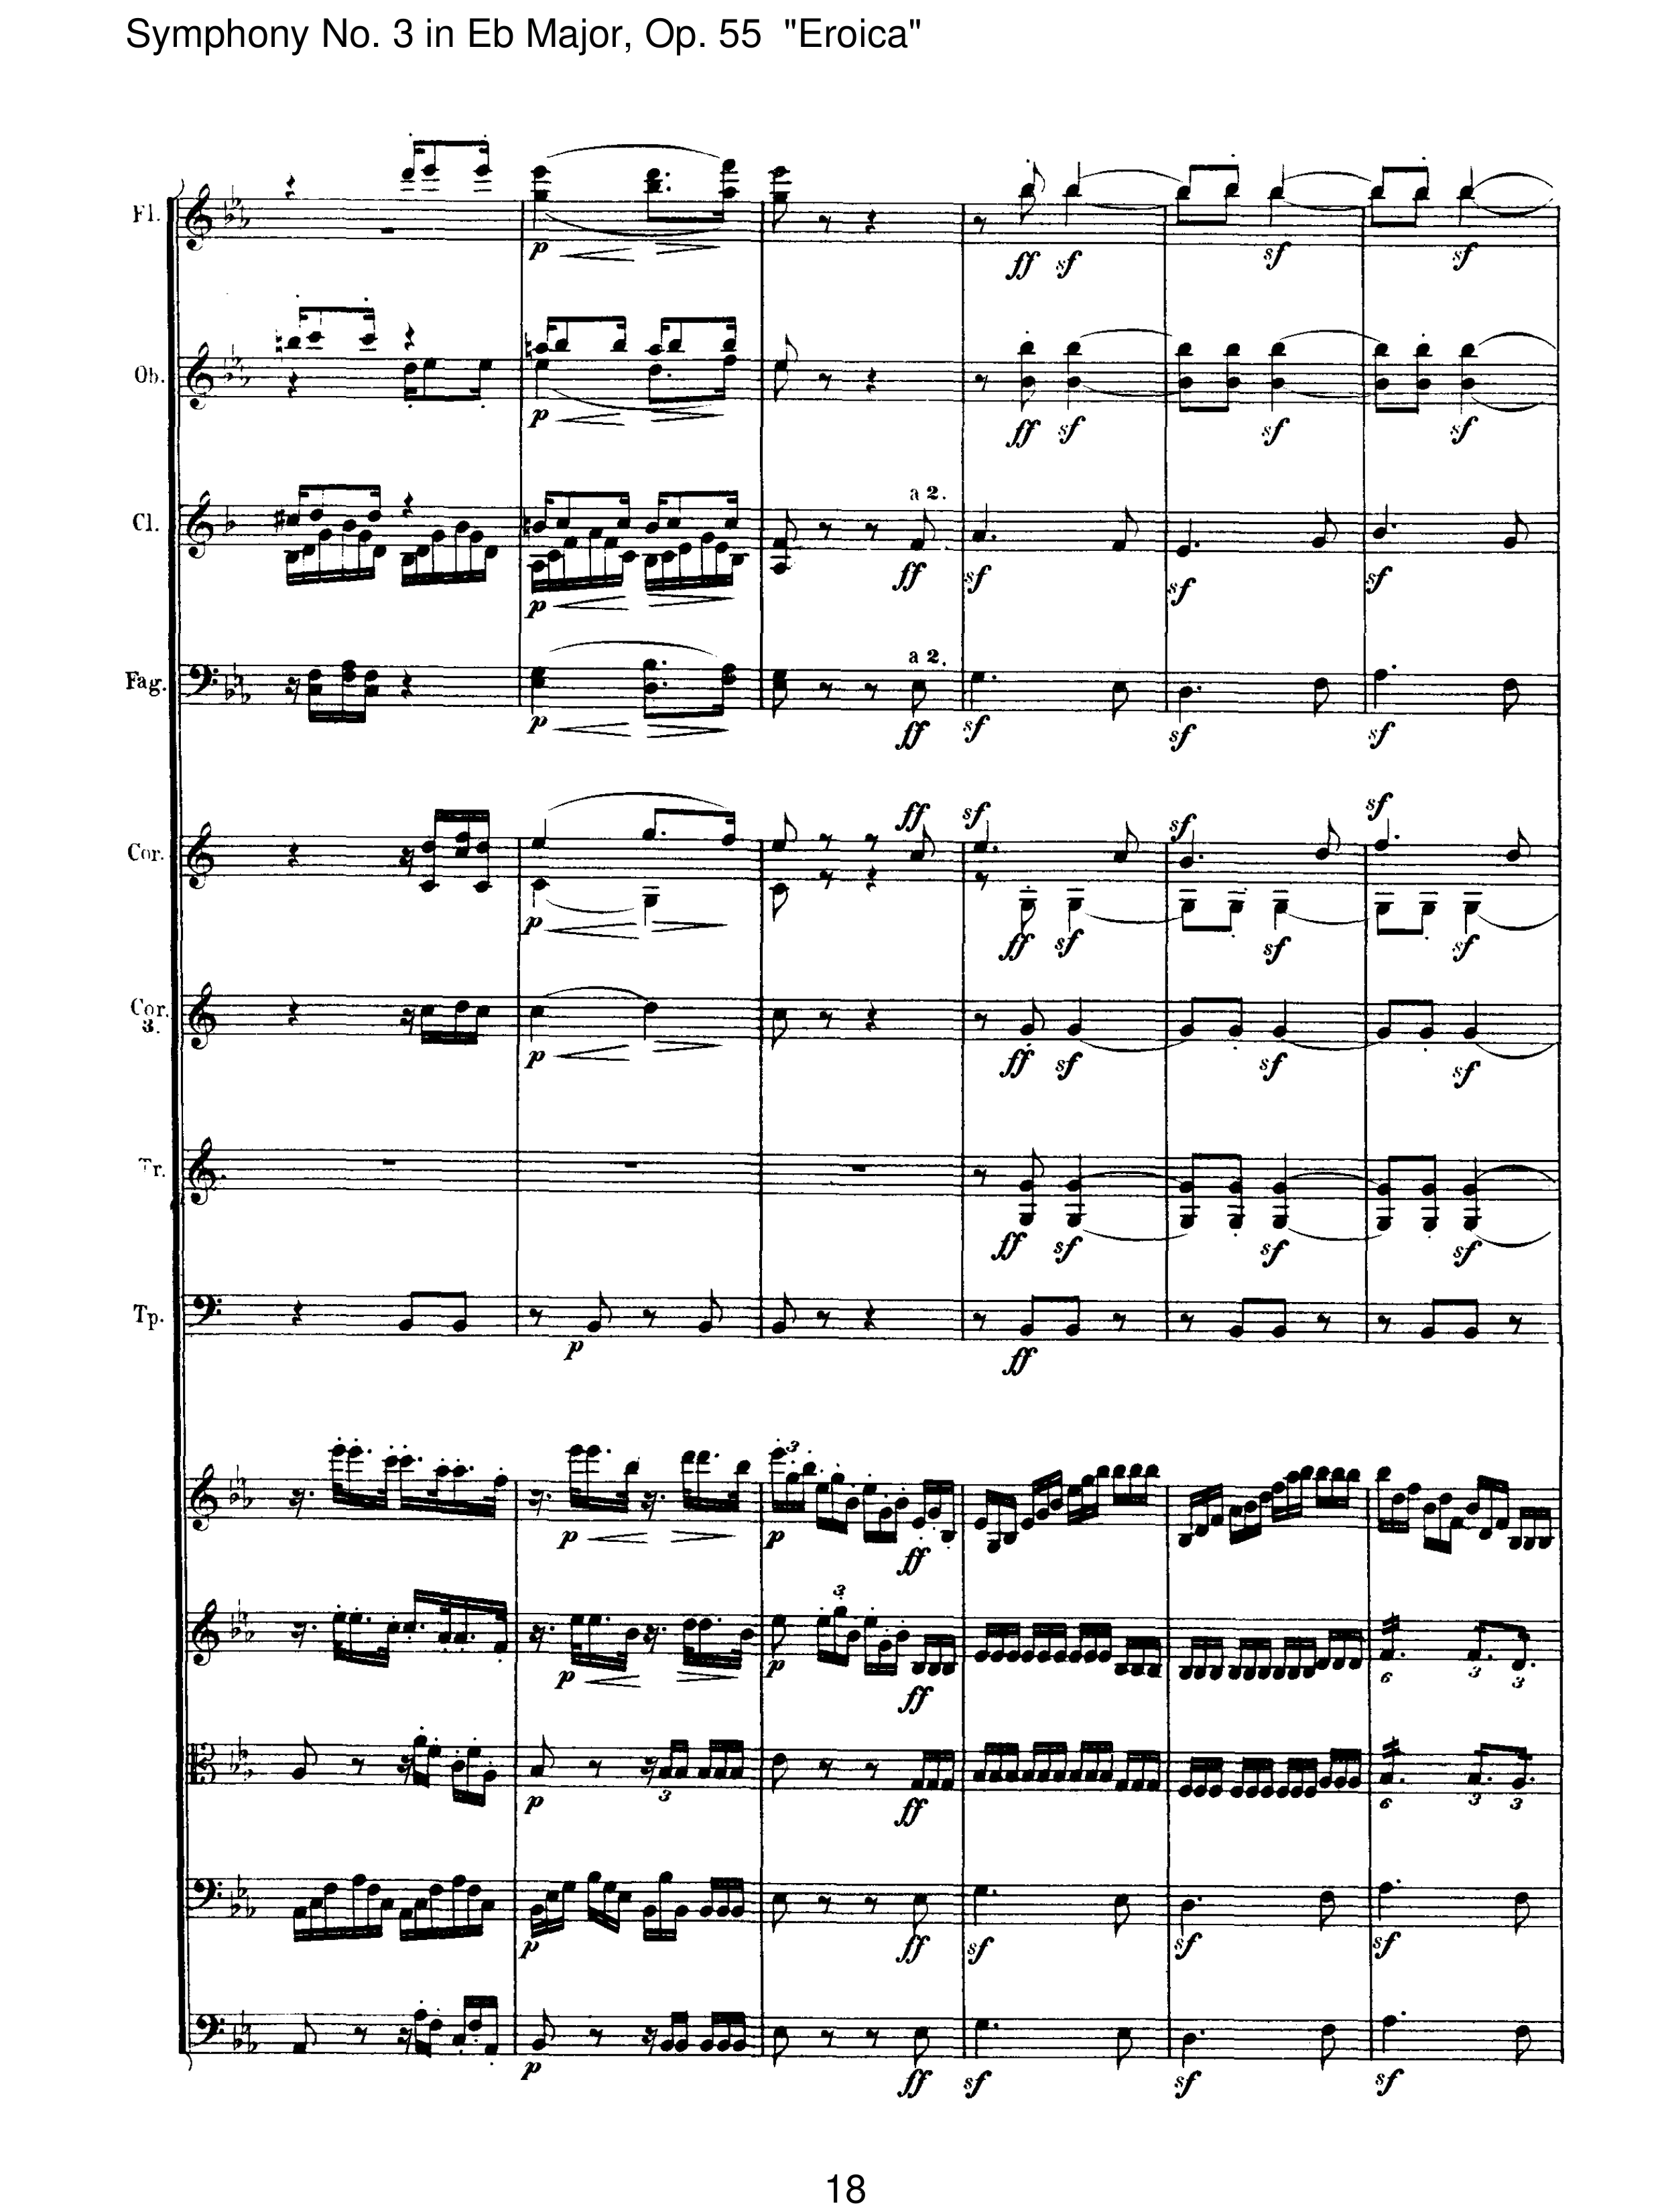 Symphony No. 3 in Eb Major, Op. 55 "Eroica"
Fl.
p
ff sf sf sf
Ob.
p
ff sf sf sf
Cl.
a 2.
p
ff sf sf sf
Fag.
a 2.
p
ff sf sf sf
Cor.
ff sf sf sf
p
ff sf sf sf
Cor. 3.
p
ff sf sf sf
Tr.
ff sf sf sf
Tp.
p
ff
3
p p ff
3
p p ff
6 3 3
3
p ff
6 3 3
p ff sf sf sf
p ff sf sf sf
18